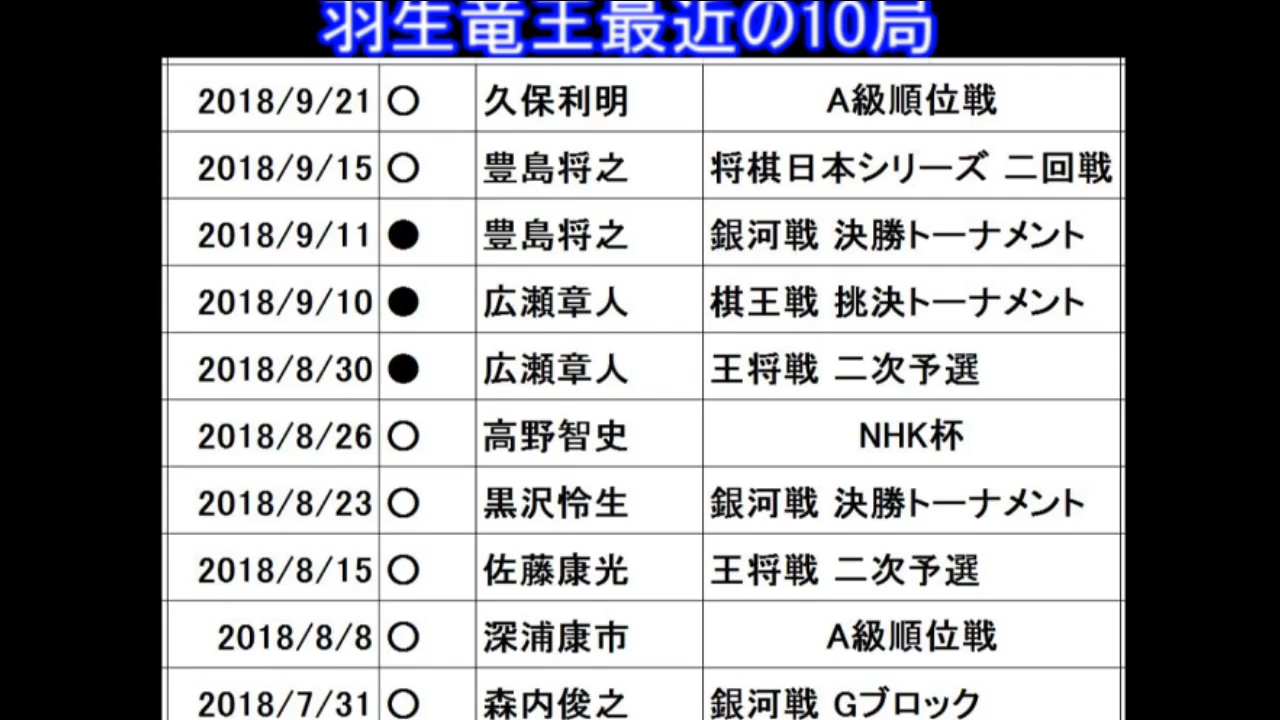 羽生竜王最近の10局
2018/9/21 ○ 久保利明 A級順位戦
2018/9/15 ○ 豊島将之 将棋日本シリーズ 二回戦
2018/9/11 ● 豊島将之 銀河戦 決勝トーナメント
2018/9/10 ● 広瀬章人 棋王戦 挑決トーナメント
2018/8/30 ● 広瀬章人 王将戦 二次予選
2018/8/26 ○ 高野智史 NHK杯
2018/8/23 ○ 黒沢怜生 銀河戦 決勝トーナメント
2018/8/15 ○ 佐藤康光 王将戦 二次予選
2018/8/8 ○ 深浦康市 A級順位戦
2018/7/31 ○ 森内俊之 銀河戦 Gブロック